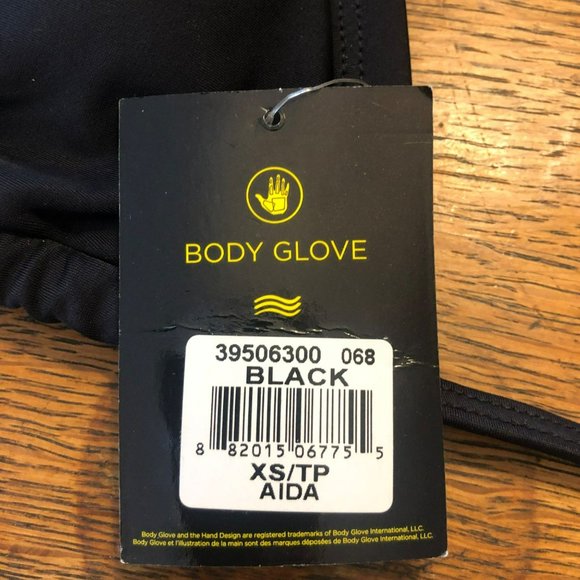 BODY GLOVE
39506300 068
BLACK
8 82015 06775 5
XS/TP
AIDA
Body Glove and the Hand Design are registered trademarks of Body Glove International, LLC.
Body Glove et l'illustration de la main sont des marques déposées de Body Glove International, LLC.